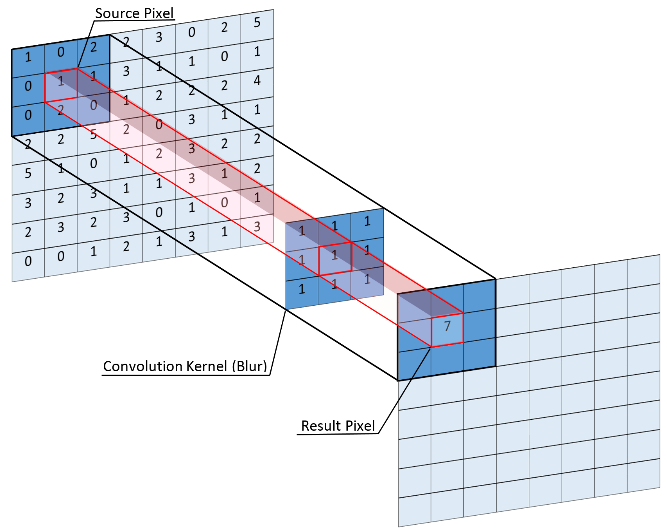 Source Pixel
1 0 2 2 3 0 2 5
0 1 1 3 1 1 0 1
0 2 0 1 2 2 2 4
2 2 5 2 0 3 1 1
5 1 0 1 2 3 2 2
3 2 3 1 1 3 1 2
2 3 2 3 0 1 0 1
0 0 1 2 1 3 1 3
1 1 1
1 1 1
1 1 1
7
Convolution Kernel (Blur)
Result Pixel